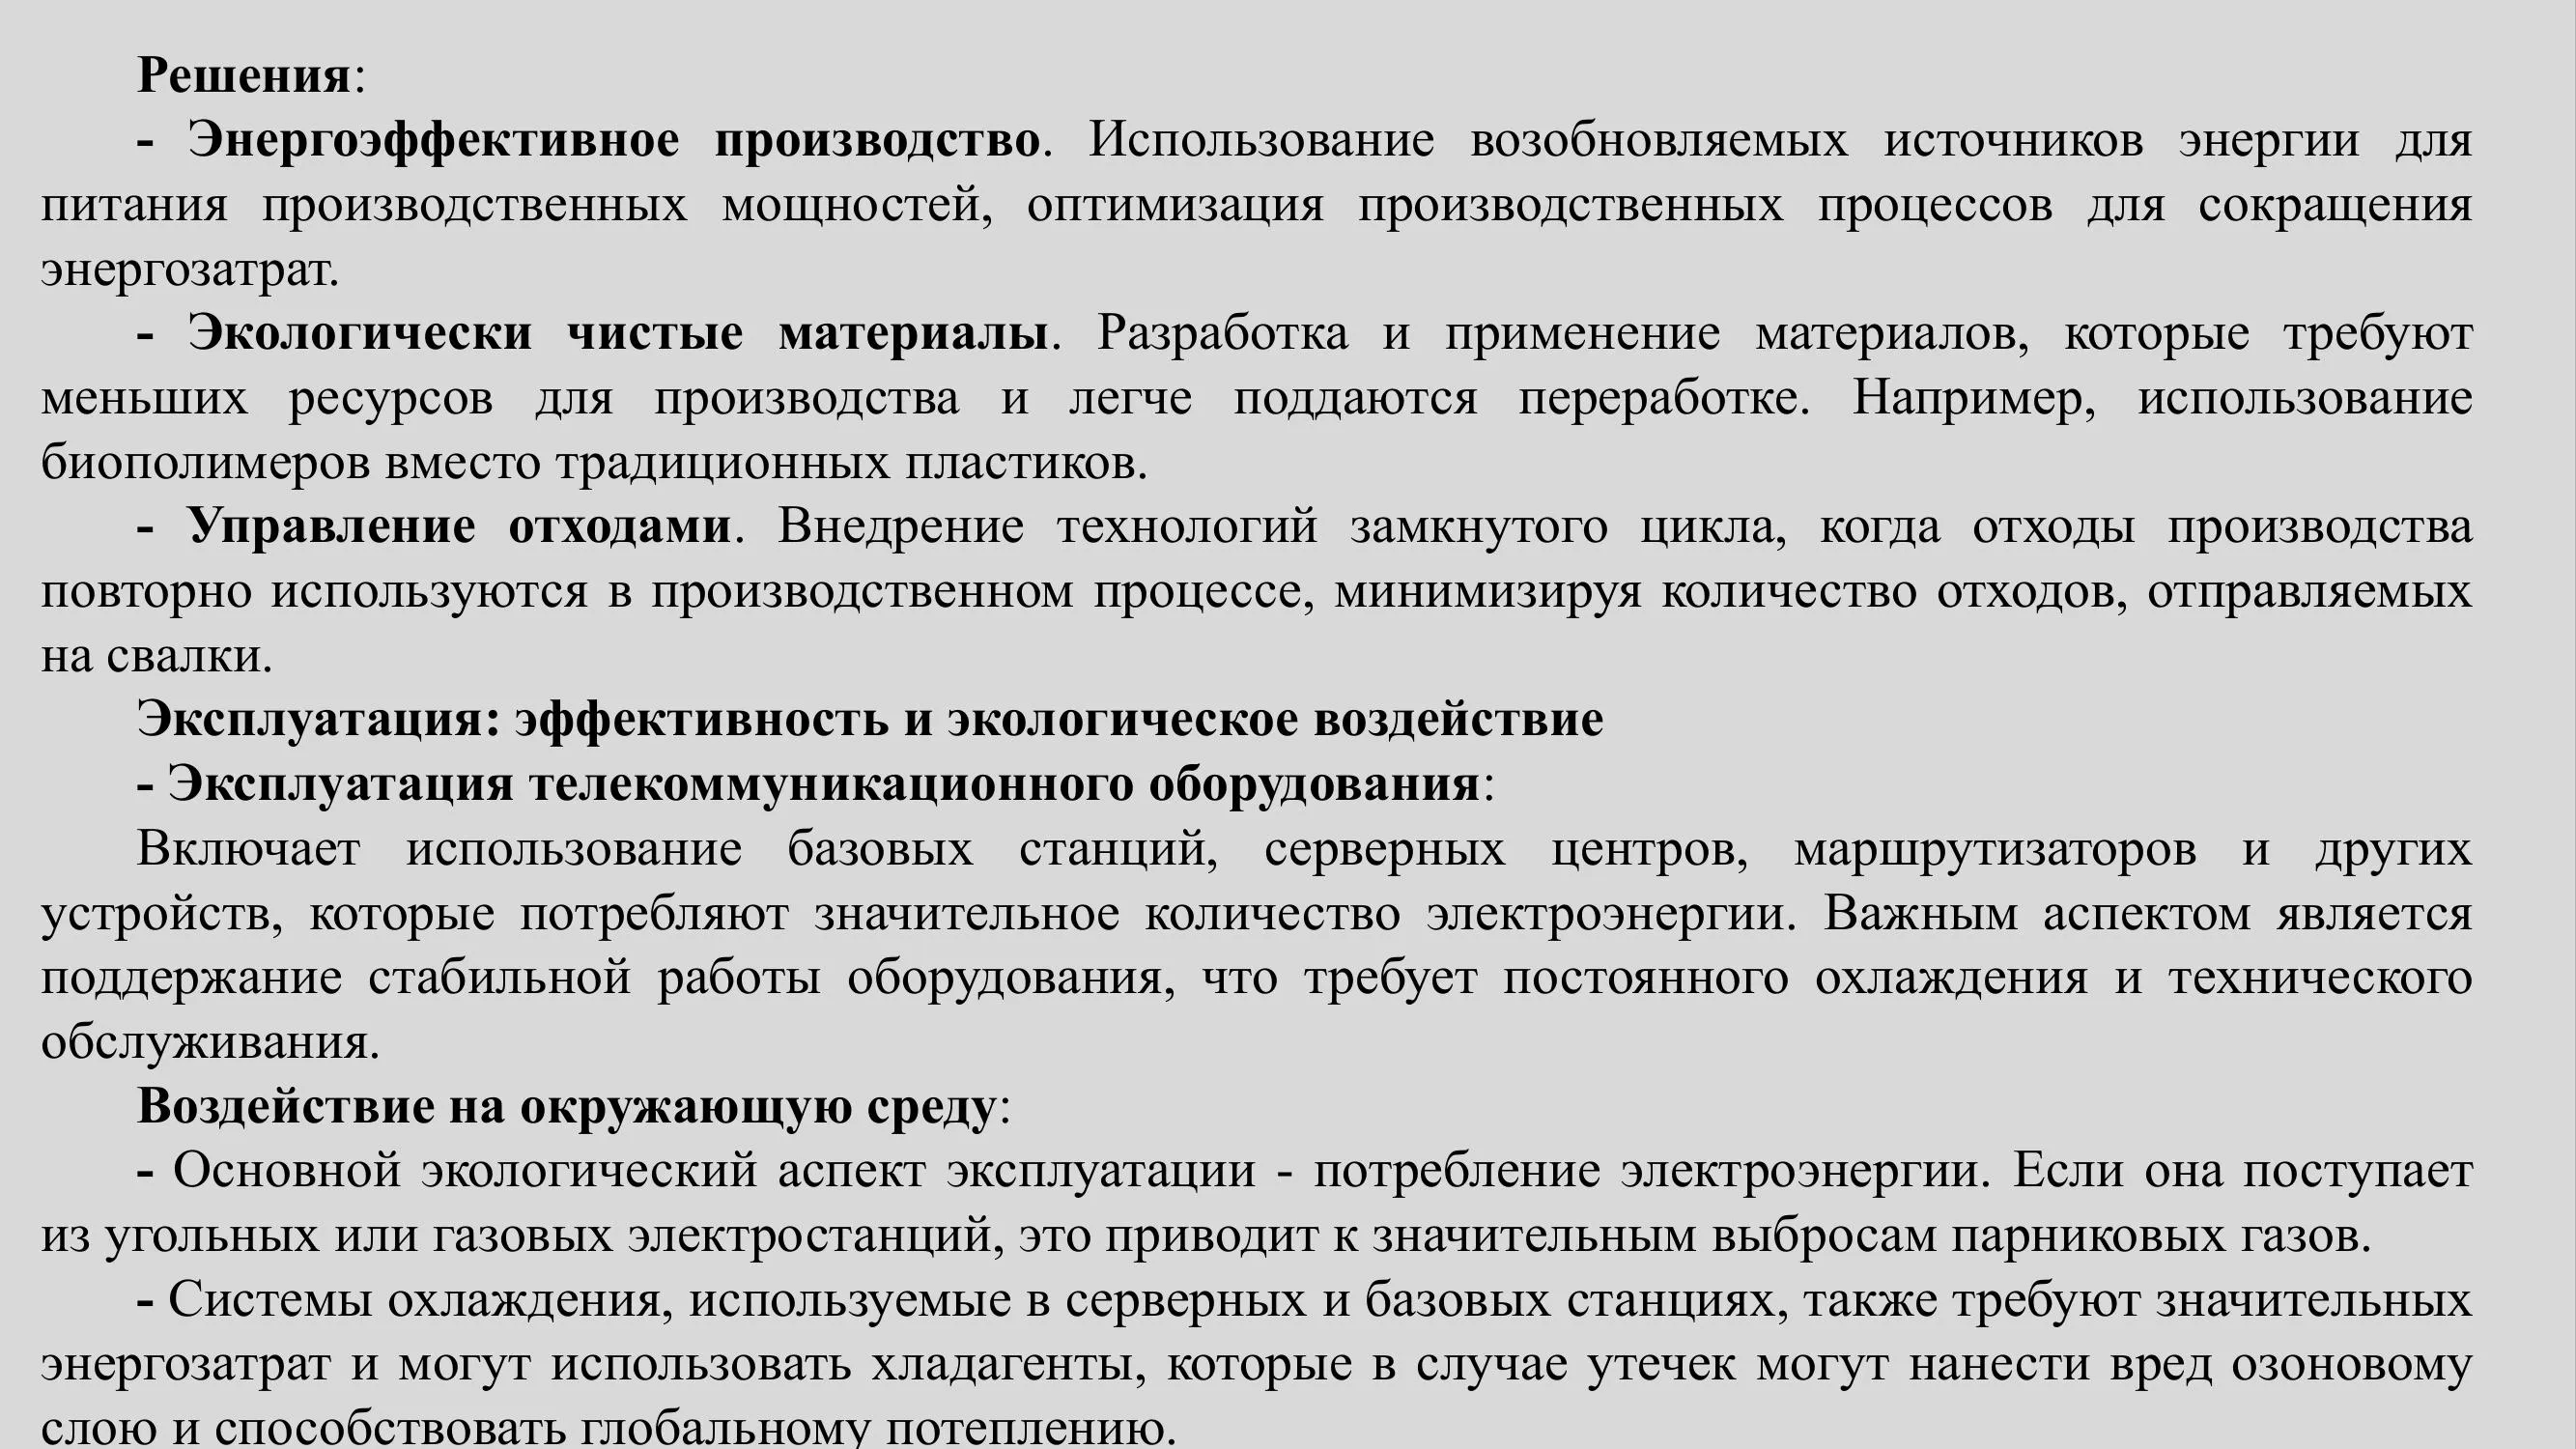 Решения:
- Энергоэффективное производство. Использование возобновляемых источников энергии для
питания производственных мощностей, оптимизация производственных процессов для сокращения
энергозатрат.
- Экологически чистые материалы. Разработка и применение материалов, которые требуют
меньших ресурсов для производства и легче поддаются переработке. Например, использование
биополимеров вместо традиционных пластиков.
- Управление отходами. Внедрение технологий замкнутого цикла, когда отходы производства
повторно используются в производственном процессе, минимизируя количество отходов, отправляемых
на свалки.
Эксплуатация: эффективность и экологическое воздействие
- Эксплуатация телекоммуникационного оборудования:
Включает использование базовых станций, серверных центров, маршрутизаторов и других
устройств, которые потребляют значительное количество электроэнергии. Важным аспектом является
поддержание стабильной работы оборудования, что требует постоянного охлаждения и технического
обслуживания.
Воздействие на окружающую среду:
- Основной экологический аспект эксплуатации - потребление электроэнергии. Если она поступает
из угольных или газовых электростанций, это приводит к значительным выбросам парниковых газов.
- Системы охлаждения, используемые в серверных и базовых станциях, также требуют значительных
энергозатрат и могут использовать хладагенты, которые в случае утечек могут нанести вред озоновому
слою и способствовать глобальному потеплению.